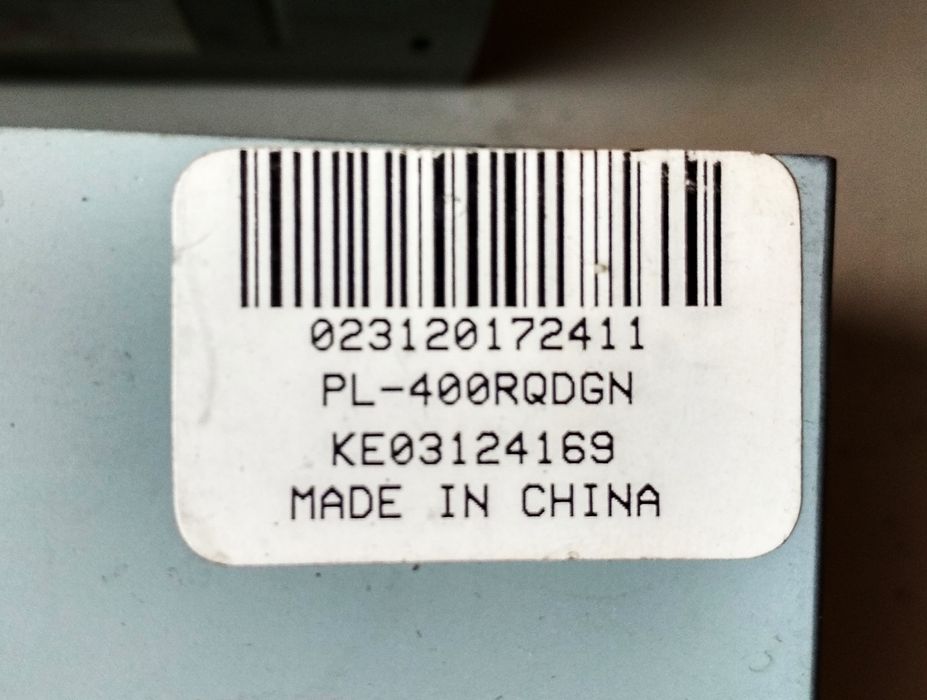 023120172411
PL-400RQDGN
KE03124169
MADE IN CHINA